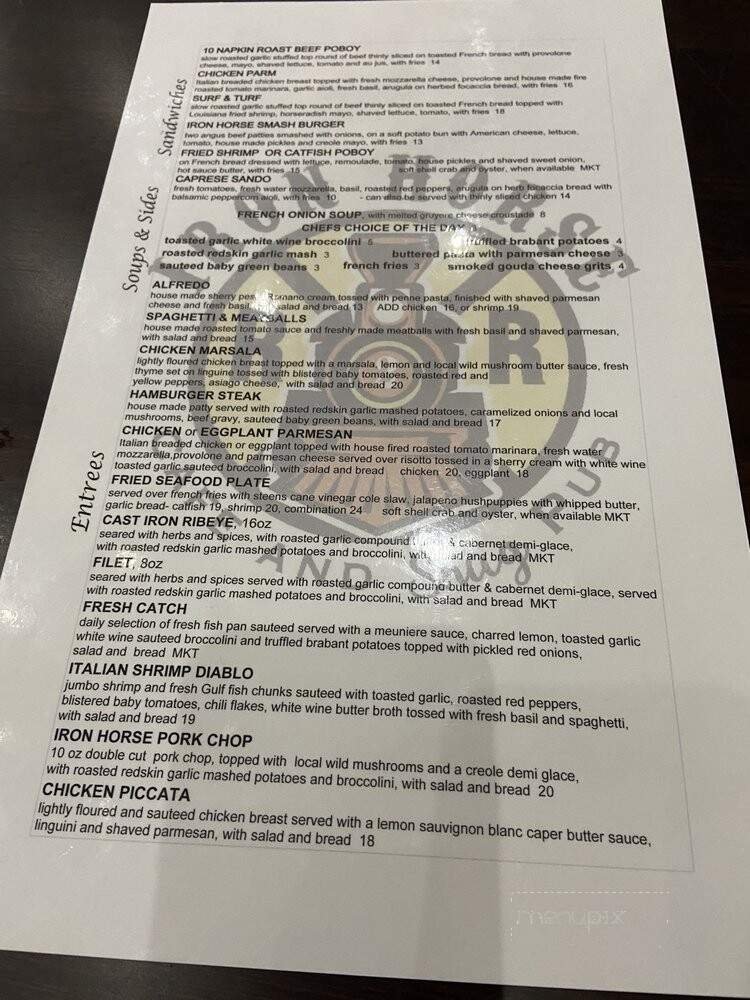 Sandwiches
10 NAPKIN ROAST BEEF POBOY
slow roasted garlic stuffed top round of beef thinly sliced on toasted French bread with provolone
cheese, mayo, shaved lettuce, tomato and au jus, with fries 14
CHICKEN PARM
Italian breaded chicken breast topped with fresh mozzarella cheese, provolone and house made fire
roasted tomato marinara, garlic aioli, fresh basil, arugula on herbed focaccia bread, with fries 16
SURF & TURF
slow roasted garlic stuffed top round of beef thinly sliced on toasted French bread topped with
Louisiana fried shrimp, horseradish mayo, shaved lettuce, tomato, with fries 18
IRON HORSE SMASH BURGER
two angus beef patties smashed with onions, on a soft potato bun with American cheese, lettuce,
tomato, house made pickles and creole mayo, with fries 13
FRIED SHRIMP OR CATFISH POBOY
on French bread dressed with lettuce, remoulade, tomato, house pickles and shaved sweet onion,
hot sauce butter, with fries 15 soft shell crab and oyster, when available MKT
CAPRESE SANDO
fresh tomatoes, fresh water mozzarella, basil, roasted red peppers, arugula on herb focaccia bread with
balsamic peppercorn aioli, with fries 10 - can also be served with thinly sliced chicken 14
Soups & Sides
FRENCH ONION SOUP, with melted gruyere cheese croustade 8
CHEFS CHOICE OF THE DAY
toasted garlic white wine broccolini 5 truffled brabant potatoes 4
roasted redskin garlic mash 3 buttered pasta with parmesan cheese 3
sauteed baby green beans 3 french fries 3 smoked gouda cheese grits 4
Entrees
ALFREDO
house made sherry Romano cream tossed with penne pasta, finished with shaved parmesan
cheese and fresh basil, salad and bread 13 ADD chicken 16, or shrimp 19
SPAGHETTI & MEATBALLS
house made roasted tomato sauce and freshly made meatballs with fresh basil and shaved parmesan,
with salad and bread 15
CHICKEN MARSALA
lightly floured chicken breast topped with a marsala, lemon and local wild mushroom butter sauce, fresh
thyme set on linguine tossed with blistered baby tomatoes, roasted red and
yellow peppers, asiago cheese, with salad and bread 20
HAMBURGER STEAK
house made patty served with roasted redskin garlic mashed potatoes, caramelized onions and local
mushrooms, beef gravy, sauteed baby green beans, with salad and bread 17
CHICKEN or EGGPLANT PARMESAN
Italian breaded chicken or eggplant topped with house fired roasted tomato marinara, fresh water
mozzarella,provolone and parmesan cheese served over risotto tossed in a sherry cream with white wine
toasted garlic sauteed broccolini, with salad and bread chicken 20, eggplant 18
FRIED SEAFOOD PLATE
served over french fries with steens cane vinegar cole slaw, jalapeno hushpuppies with whipped butter,
garlic bread- catfish 19, shrimp 20, combination 24 soft shell crab and oyster, when available MKT
CAST IRON RIBEYE, 16oz
seared with herbs and spices, with roasted garlic compound & cabernet demi-glace,
with roasted redskin garlic mashed potatoes and broccolini, with salad and bread MKT
FILET, 8oz
seared with herbs and spices served with roasted garlic compound butter & cabernet demi-glace, served
with roasted redskin garlic mashed potatoes and broccolini, with salad and bread MKT
FRESH CATCH
daily selection of fresh fish pan sauteed served with a meuniere sauce, charred lemon, toasted garlic
white wine sauteed broccolini and truffled brabant potatoes topped with pickled red onions,
salad and bread MKT
ITALIAN SHRIMP DIABLO
jumbo shrimp and fresh Gulf fish chunks sauteed with toasted garlic, roasted red peppers,
blistered baby tomatoes, chili flakes, white wine butter broth tossed with fresh basil and spaghetti,
with salad and bread 19
IRON HORSE PORK CHOP
10 oz double cut pork chop, topped with local wild mushrooms and a creole demi glace,
with roasted redskin garlic mashed potatoes and broccolini, with salad and bread 20
CHICKEN PICCATA
lightly floured and sauteed chicken breast served with a lemon sauvignon blanc caper butter sauce,
linguini and shaved parmesan, with salad and bread 18
IRON HORSE
R R
AND PUB
menupix